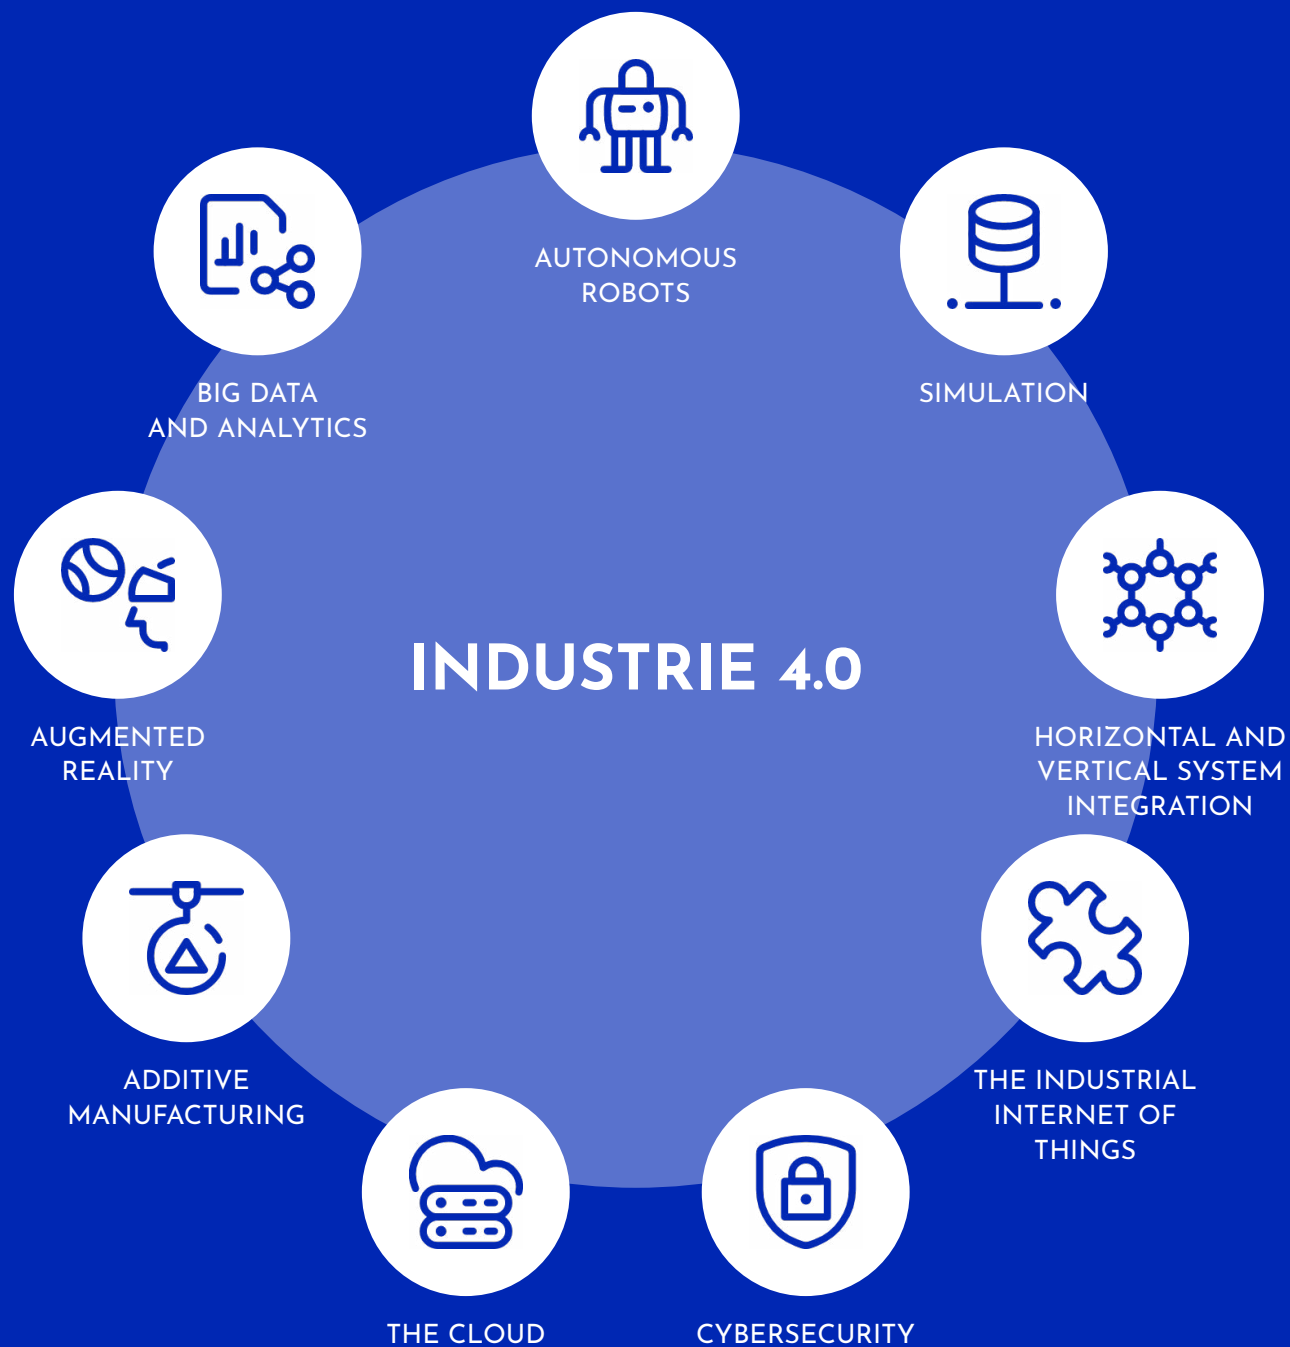 AUTONOMOUS
ROBOTS
BIG DATA
AND ANALYTICS
SIMULATION
INDUSTRIE 4.0
AUGMENTED
REALITY
HORIZONTAL AND
VERTICAL SYSTEM
INTEGRATION
ADDITIVE
MANUFACTURING
THE INDUSTRIAL
INTERNET OF
THINGS
THE CLOUD
CYBERSECURITY